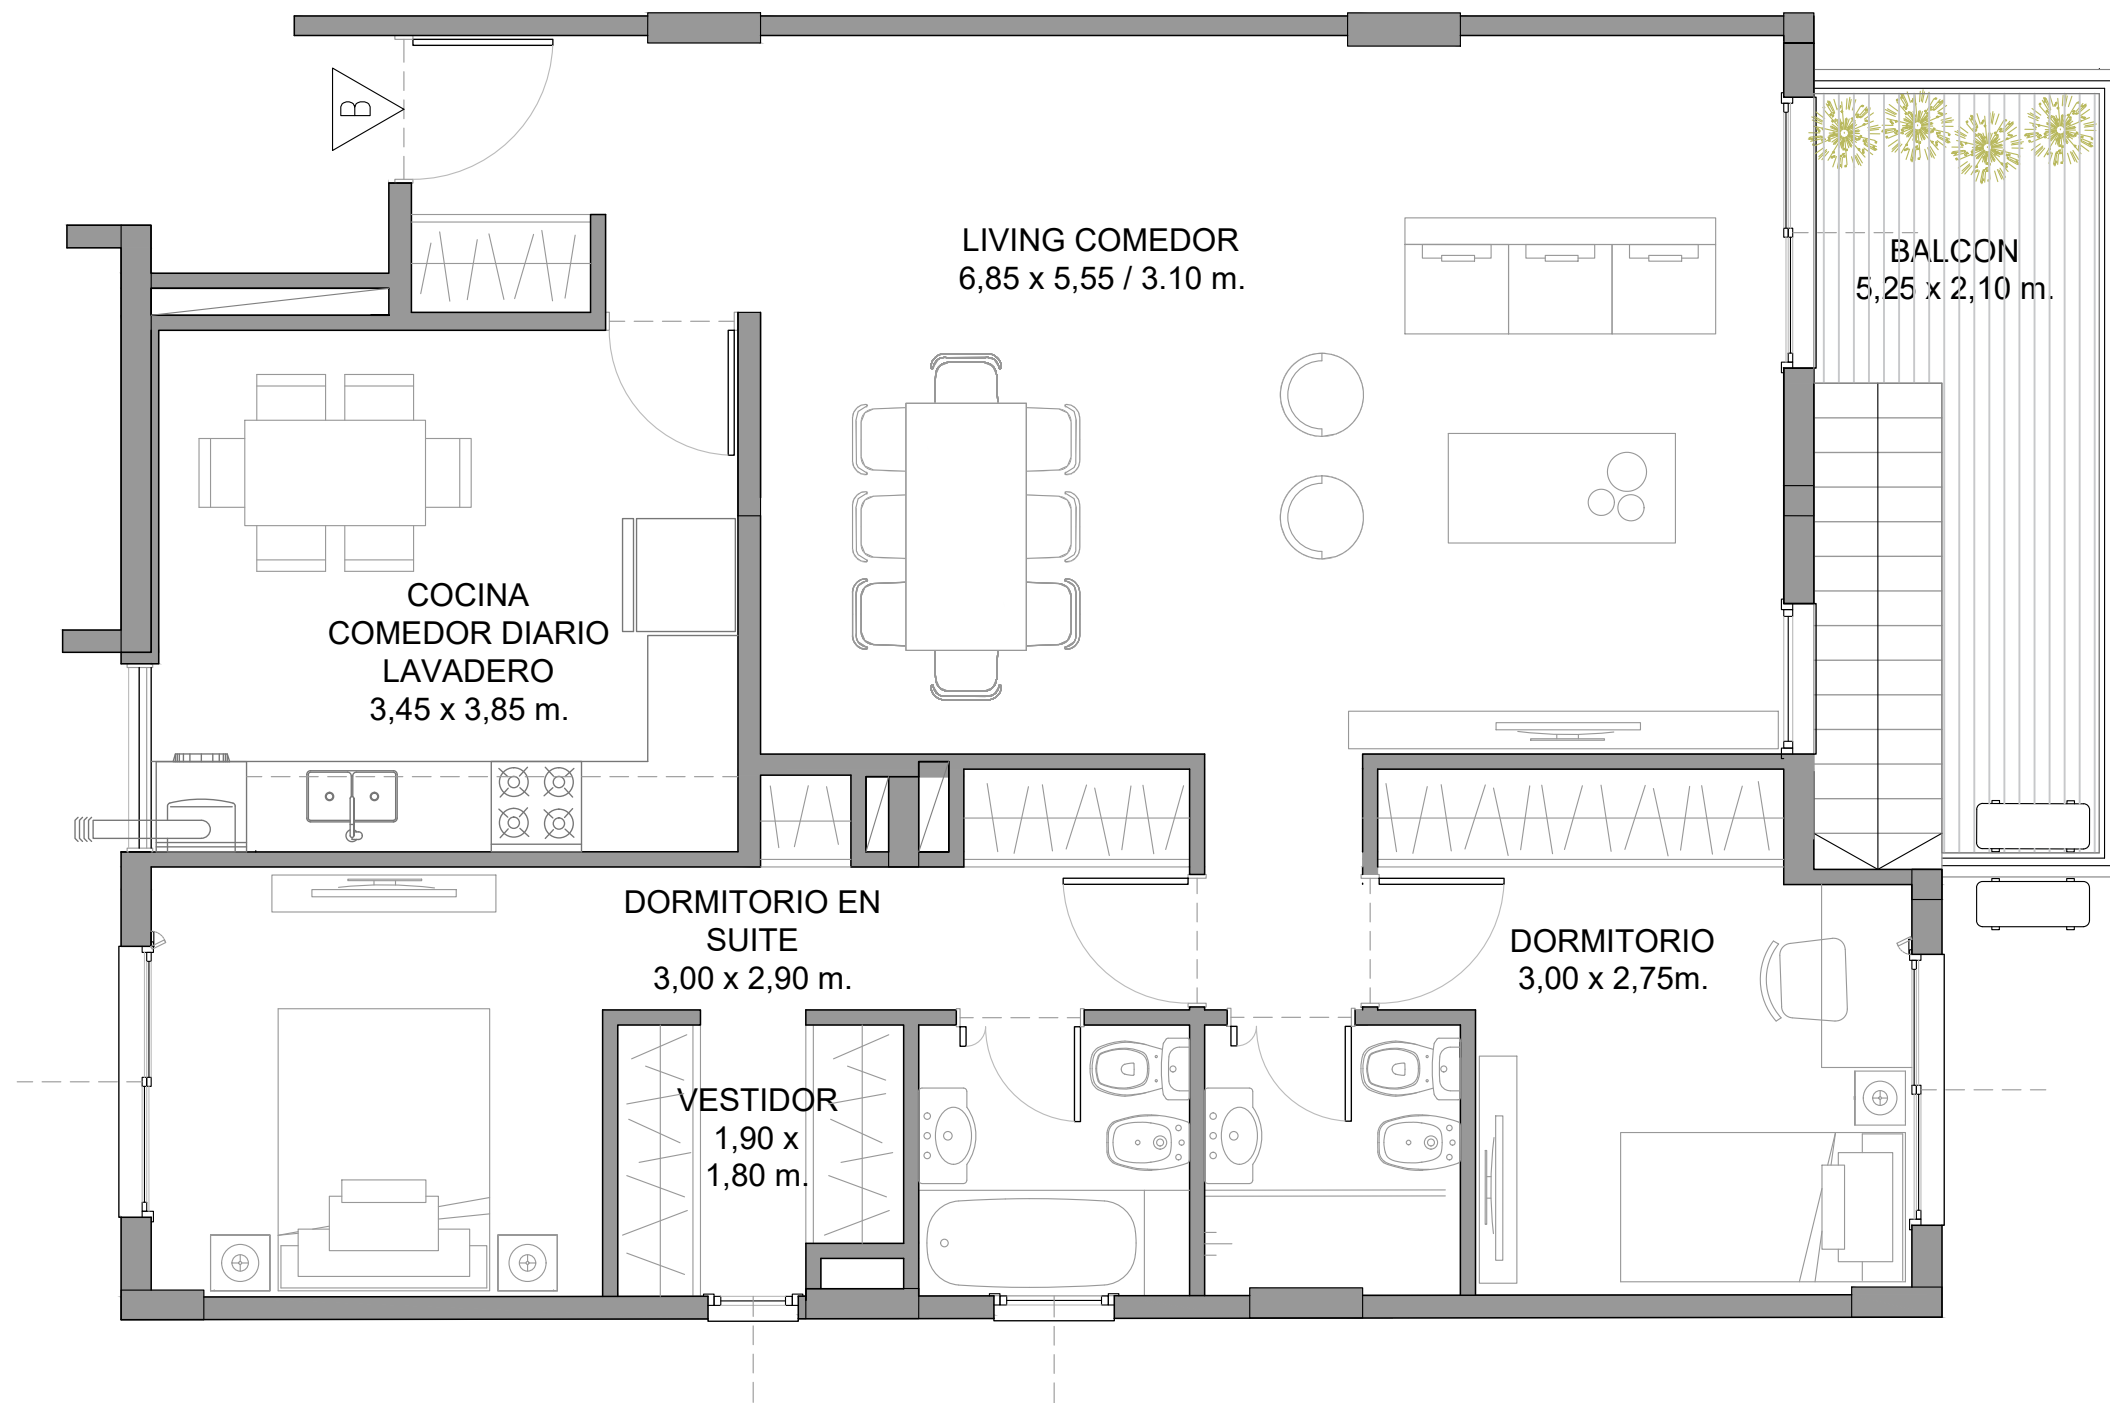 B
LIVING COMEDOR
6,85 x 5,55 / 3.10 m.
BALCON
5,25 x 2,10 m.
COCINA
COMEDOR DIARIO
LAVADERO
3,45 x 3,85 m.
DORMITORIO EN
SUITE
3,00 x 2,90 m.
DORMITORIO
3,00 x 2,75m.
VESTIDOR
1,90 x
1,80 m.